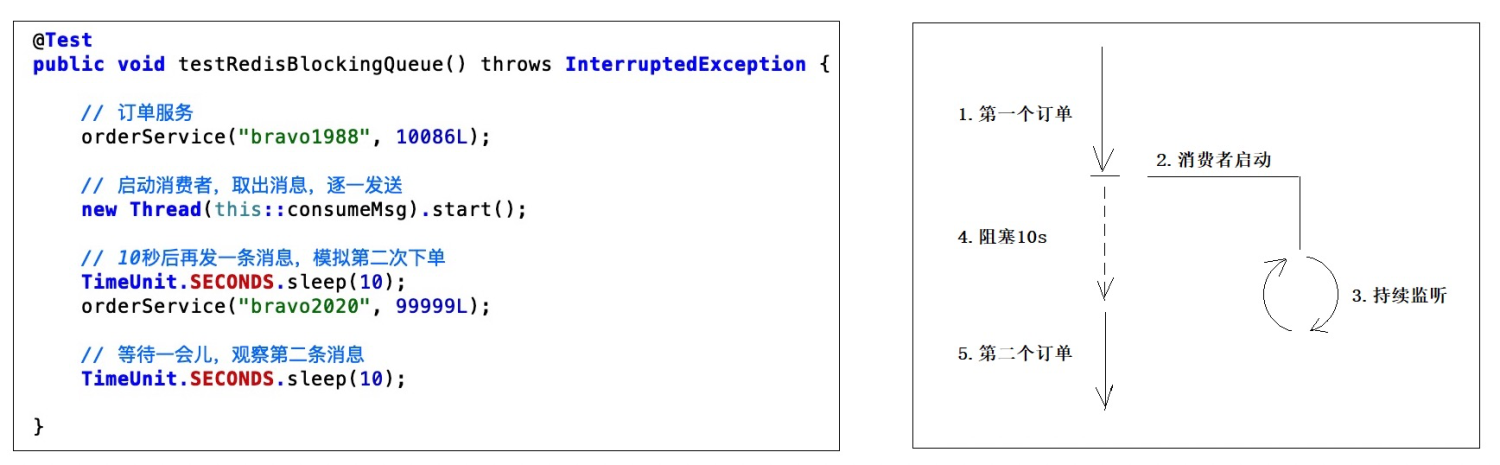 @Test
public void testRedisBlockingQueue() throws InterruptedException {
// 订单服务
orderService("bravo1988", 10086L);
// 启动消费者，取出消息，逐一发送
new Thread(this::consumeMsg).start();
// 10秒后再发一条消息，模拟第二次下单
TimeUnit.SECONDS.sleep(10);
orderService("bravo2020", 99999L);
// 等待一会儿，观察第二条消息
TimeUnit.SECONDS.sleep(10);
}
1. 第一个订单
2. 消费者启动
4. 阻塞10s
3. 持续监听
5. 第二个订单